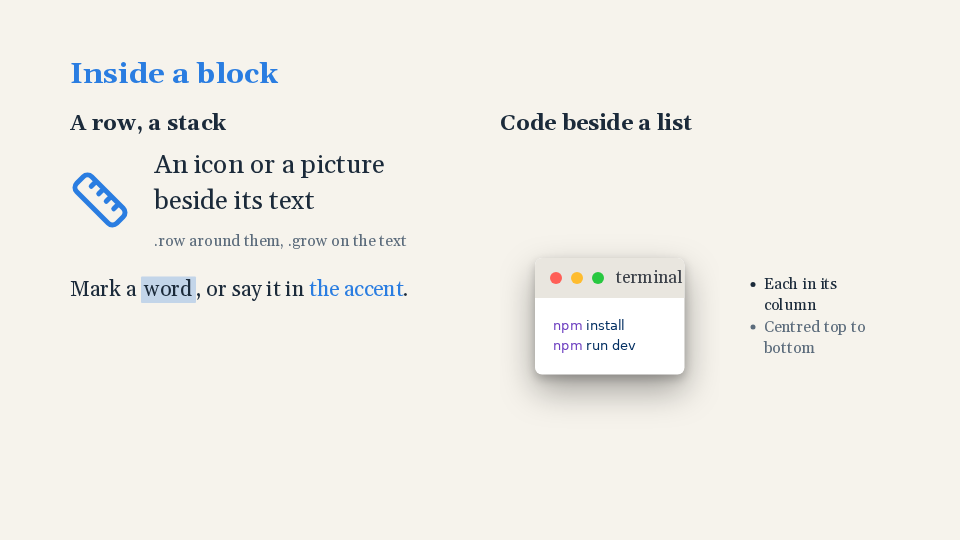 Inside a block
A row, a stack
An icon or a picture
beside its text
.row around them, .grow on the text
Mark a word, or say it in the accent.
Code beside a list
terminal
npm install
npm run dev
• Each in its
column
• Centred top to
bottom